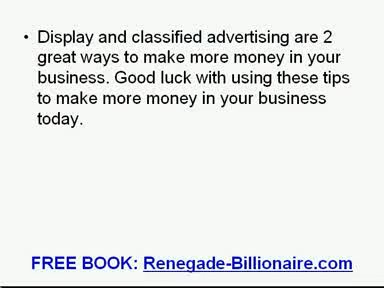 • Display and classified advertising are 2
great ways to make more money in your
business. Good luck with using these tips
to make more money in your business
today.
FREE BOOK: Renegade-Billionaire.com